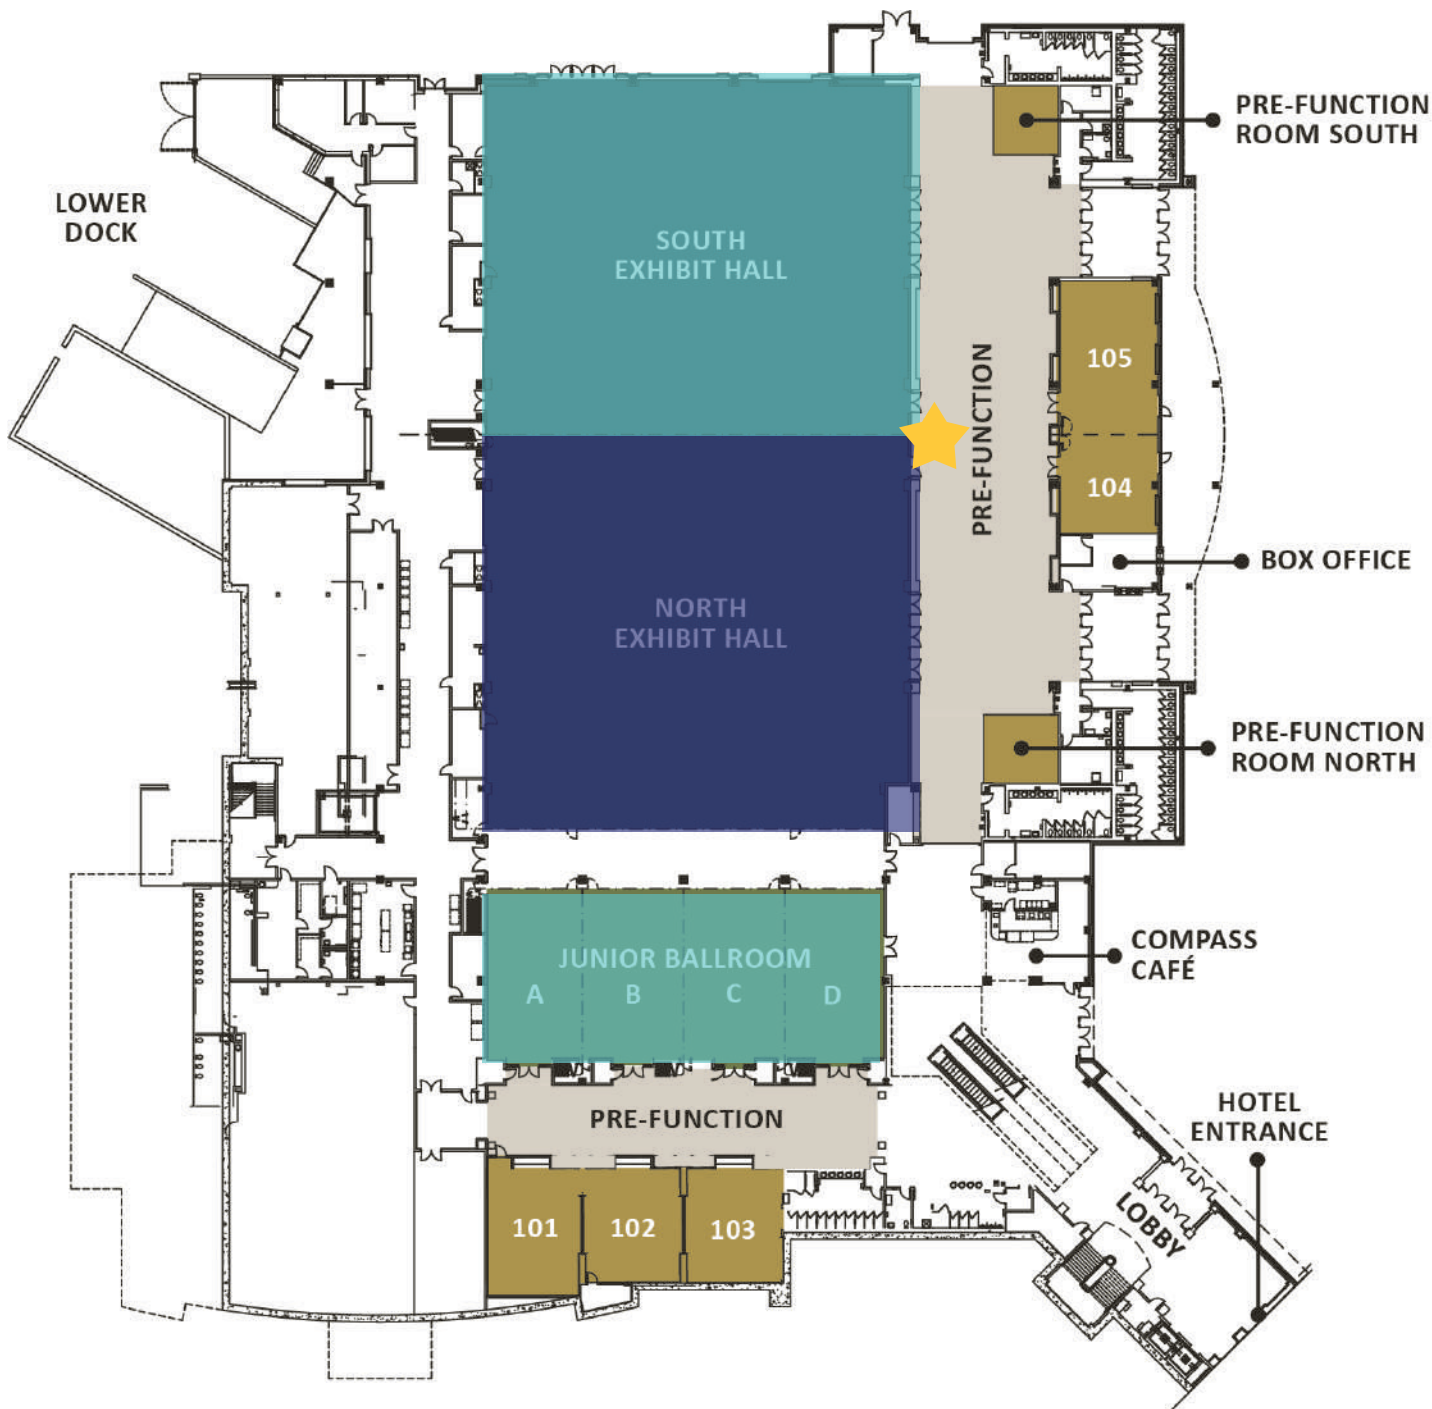 PRE-FUNCTION
ROOM SOUTH
LOWER
DOCK
SOUTH
EXHIBIT HALL
105
PRE-FUNCTION
104
BOX OFFICE
NORTH
EXHIBIT HALL
PRE-FUNCTION
ROOM NORTH
COMPASS
CAFÉ
JUNIOR BALLROOM
A B C D
PRE-FUNCTION
HOTEL
ENTRANCE
LOBBY
101 102 103